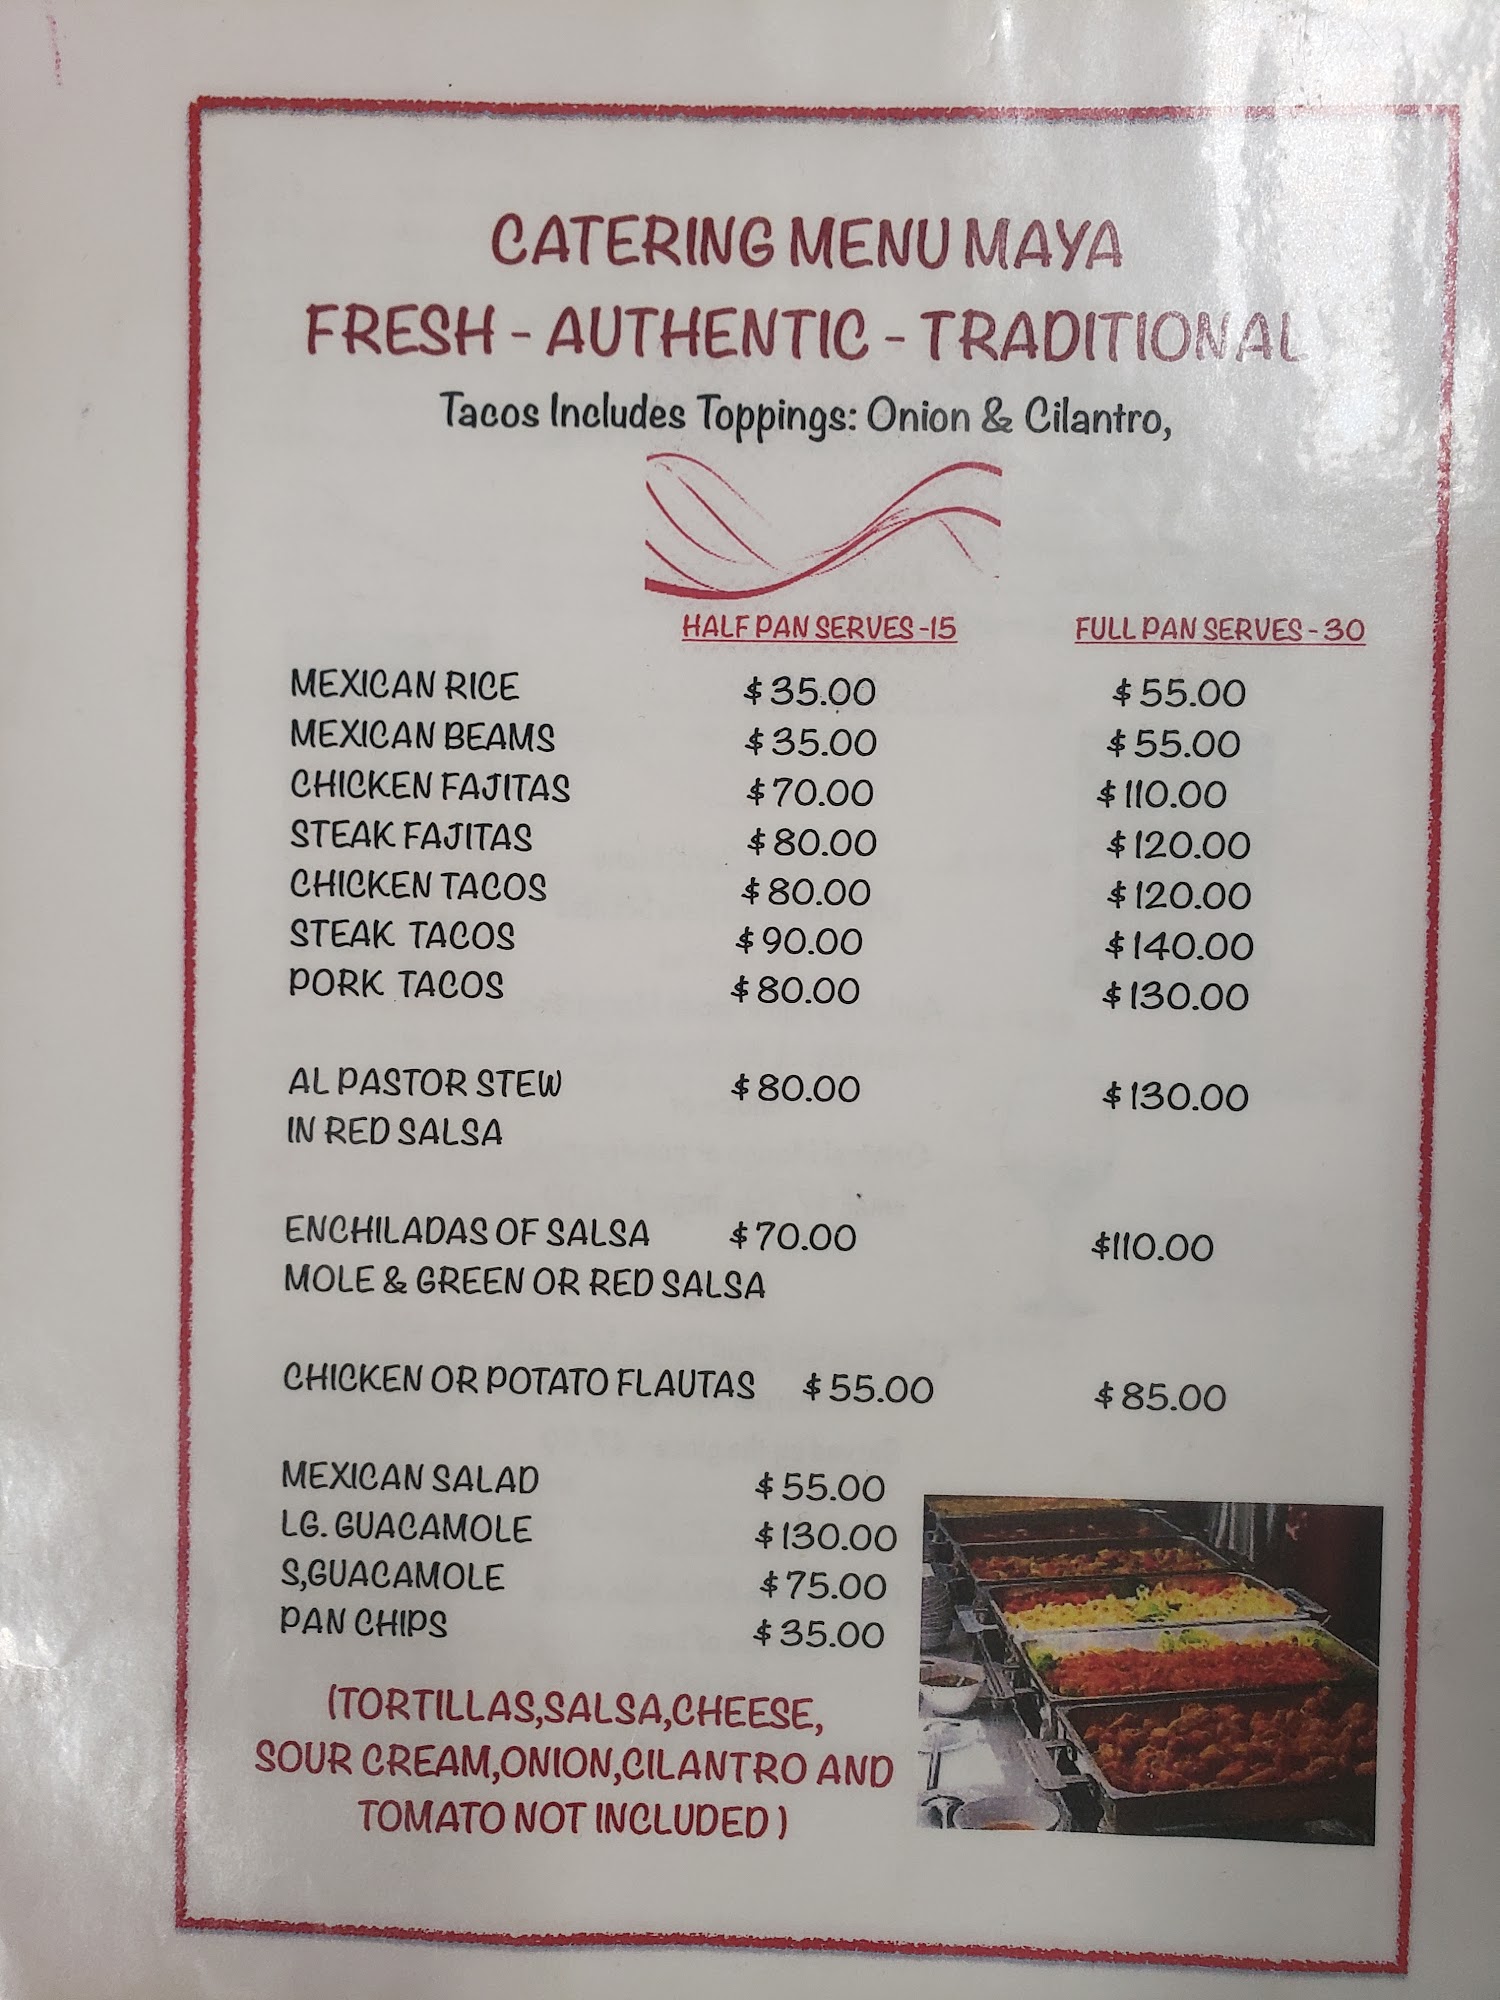 CATERING MENU MAYA
FRESH - AUTHENTIC - TRADITIONAL
Tacos Includes Toppings: Onion & Cilantro,
HALF PAN SERVES -15 FULL PAN SERVES - 30
MEXICAN RICE $ 35.00 $ 55.00
MEXICAN BEAMS $ 35.00 $ 55.00
CHICKEN FAJITAS $ 70.00 $ 110.00
STEAK FAJITAS $ 80.00 $ 120.00
CHICKEN TACOS $ 80.00 $ 120.00
STEAK TACOS $ 90.00 $ 140.00
PORK TACOS $ 80.00 $ 130.00
AL PASTOR STEW $ 80.00 $ 130.00
IN RED SALSA
ENCHILADAS OF SALSA $ 70.00 $110.00
MOLE & GREEN OR RED SALSA
CHICKEN OR POTATO FLAUTAS $ 55.00 $ 85.00
MEXICAN SALAD $ 55.00
LG. GUACAMOLE $ 130.00
S,GUACAMOLE $ 75.00
PAN CHIPS $ 35.00
(TORTILLAS,SALSA,CHEESE,
SOUR CREAM,ONION,CILANTRO AND
TOMATO NOT INCLUDED )